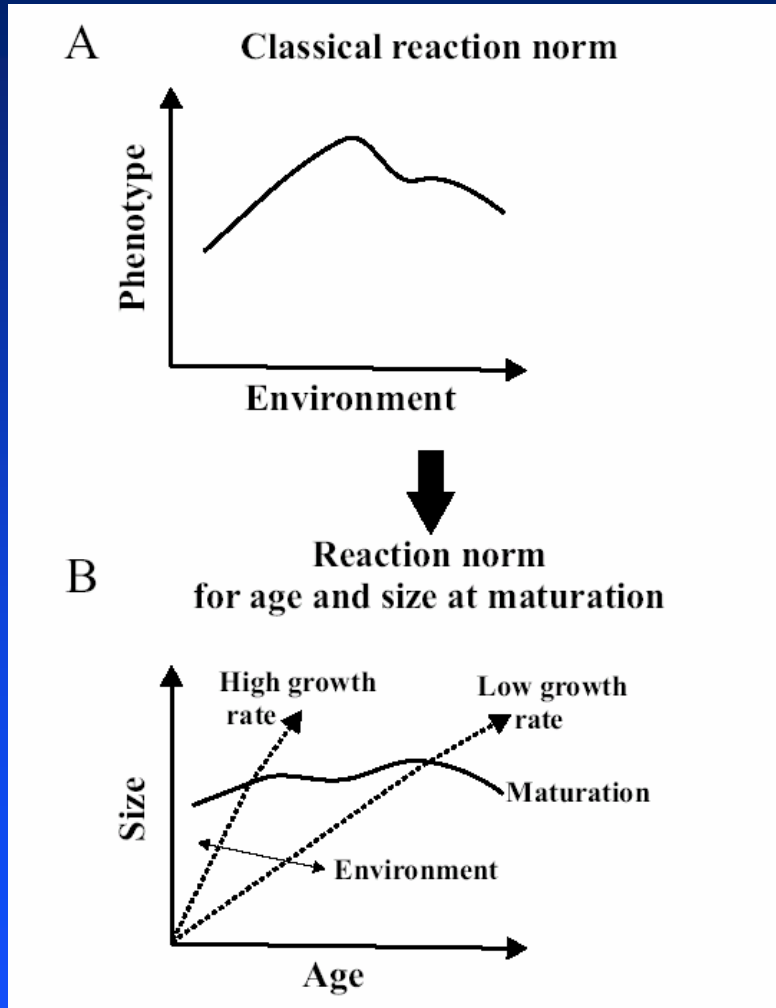 A
Classical reaction norm
Phenotype
Environment
B
Reaction norm
for age and size at maturation
High growth
rate
Low growth
rate
Maturation
Size
Environment
Age